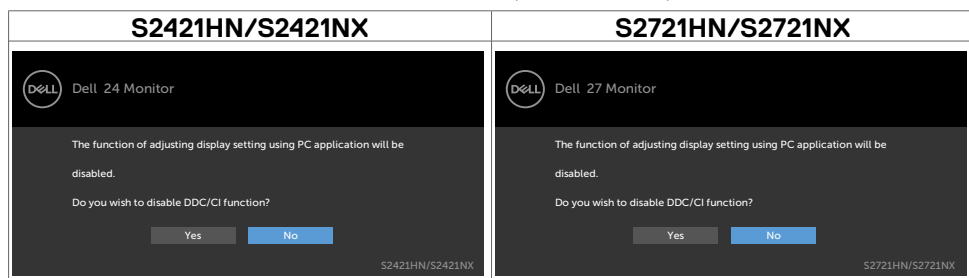 S2421HN/S2421NX
S2721HN/S2721NX
DELL Dell 24 Monitor
The function of adjusting display setting using PC application will be
disabled.
Do you wish to disable DDC/CI function?
Yes No
S2421HN/S2421NX
DELL Dell 27 Monitor
The function of adjusting display setting using PC application will be
disabled.
Do you wish to disable DDC/CI function?
Yes No
S2721HN/S2721NX